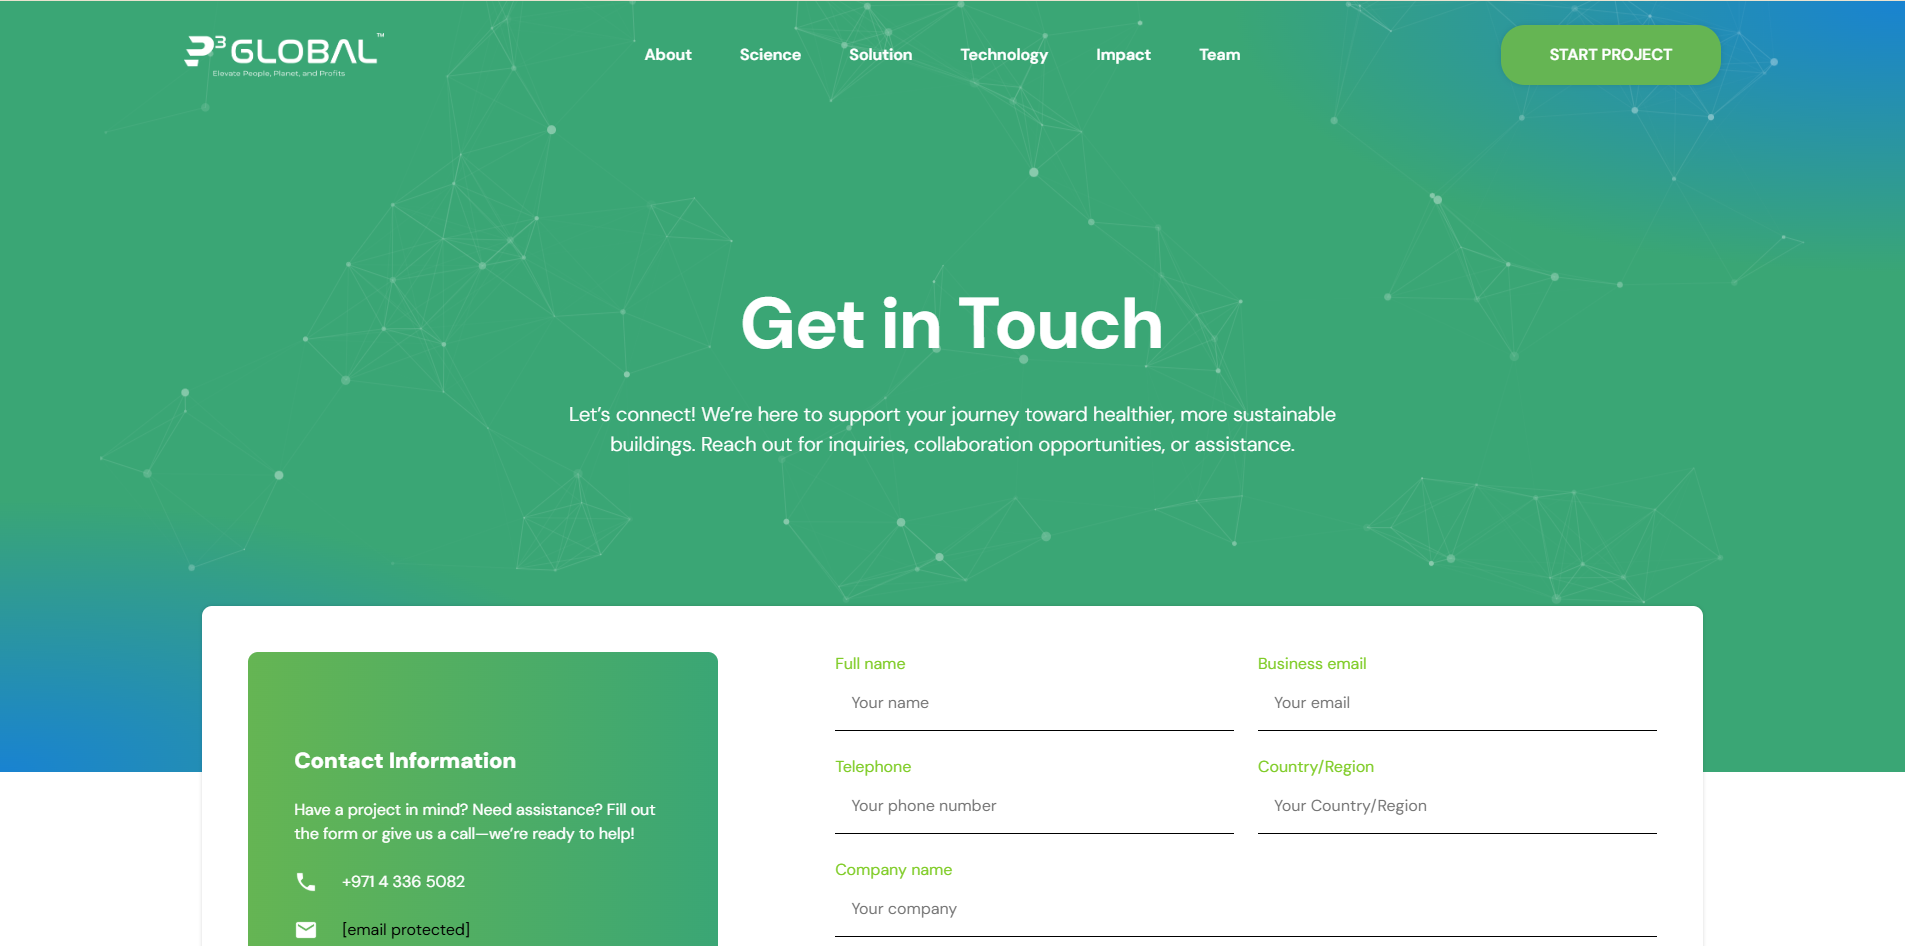 P³ GLOBAL™
Elevate People, Planet, and Profits
About
Science
Solution
Technology
Impact
Team
START PROJECT
Get in Touch
Let’s connect! We’re here to support your journey toward healthier, more sustainable
buildings. Reach out for inquiries, collaboration opportunities, or assistance.
Contact Information
Have a project in mind? Need assistance? Fill out
the form or give us a call—we’re ready to help!
+971 4 336 5082
[email protected]
Full name
Your name
Business email
Your email
Telephone
Your phone number
Country/Region
Your Country/Region
Company name
Your company